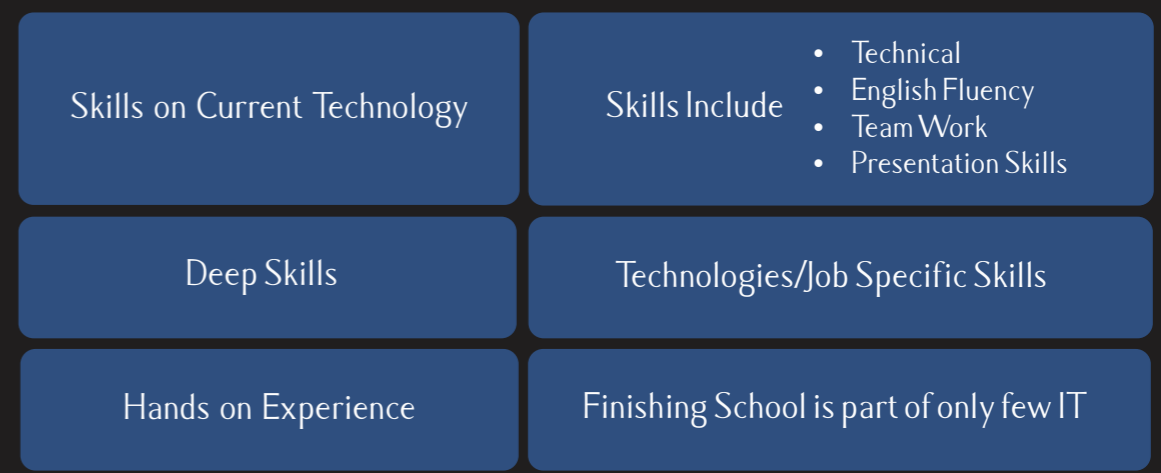 Skills on Current Technology
Skills Include
• Technical
• English Fluency
• Team Work
• Presentation Skills
Deep Skills
Technologies/Job Specific Skills
Hands on Experience
Finishing School is part of only few IT